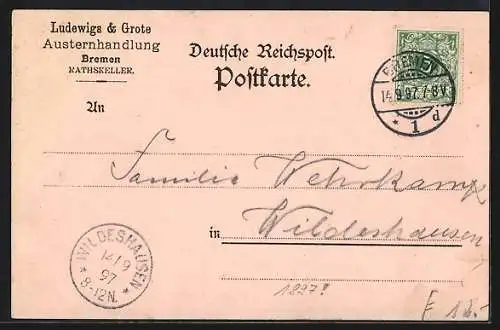 Ludewigs & Grote
Austernhandlung
Bremen
RATHSKELLER.
Deutsche Reichspost.
Postkarte.
BREMEN
14.9.97.7-8V.
* 1 d
An
Familie Wehrkamp
in Wildeshausen
WILDESHAUSEN
14/9
97
* 8-12N. *
1897!